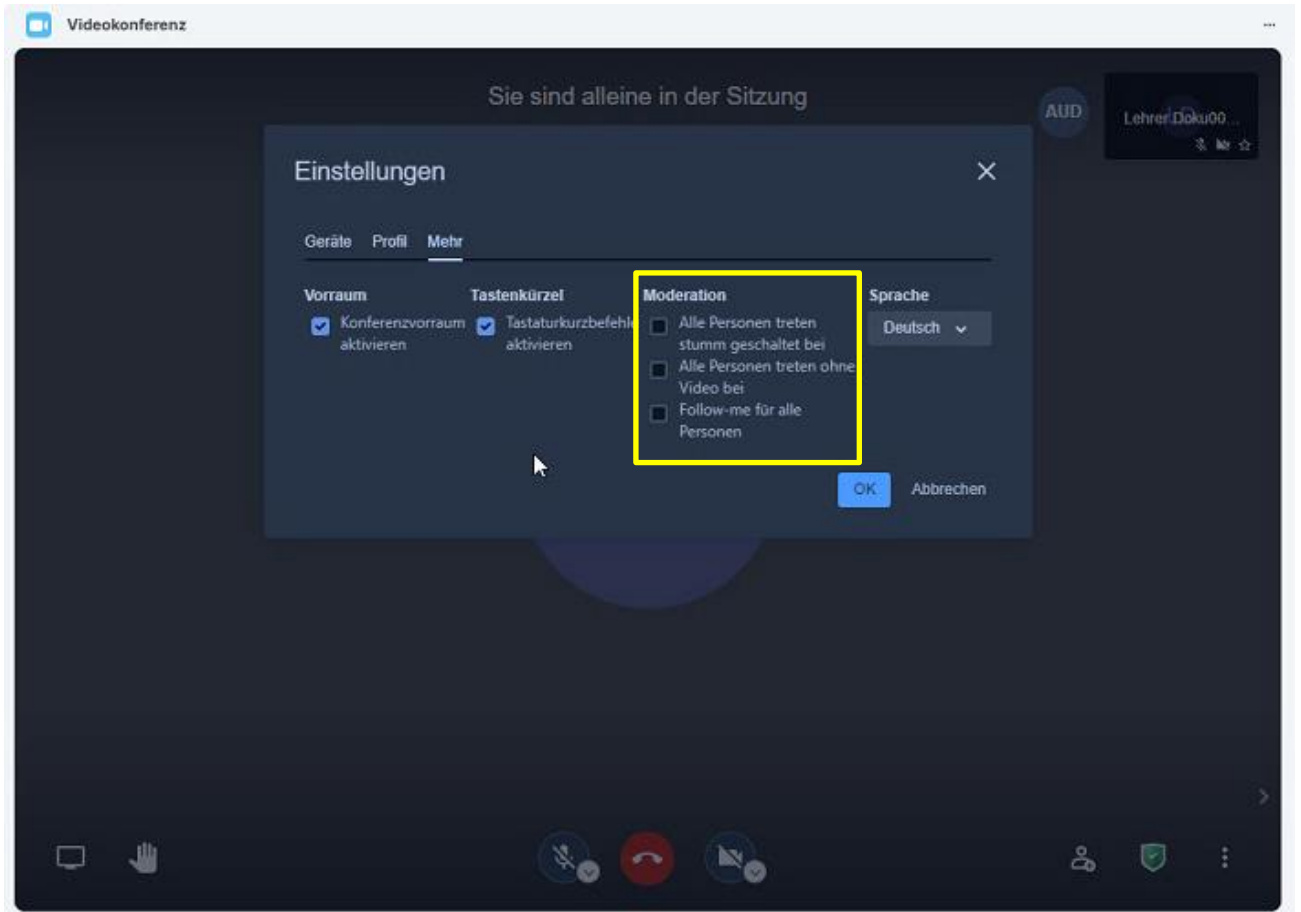 Videokonferenz
Sie sind alleine in der Sitzung
AUD
Lehrer.Doku00...
Einstellungen
Geräte Profil Mehr
Vorraum
Konferenzvorraum
aktivieren
Tastenkürzel
Tastaturkurzbefehle
aktivieren
Moderation
Alle Personen treten
stumm geschaltet bei
Alle Personen treten ohne
Video bei
Follow-me für alle
Personen
Sprache
Deutsch
OK Abbrechen